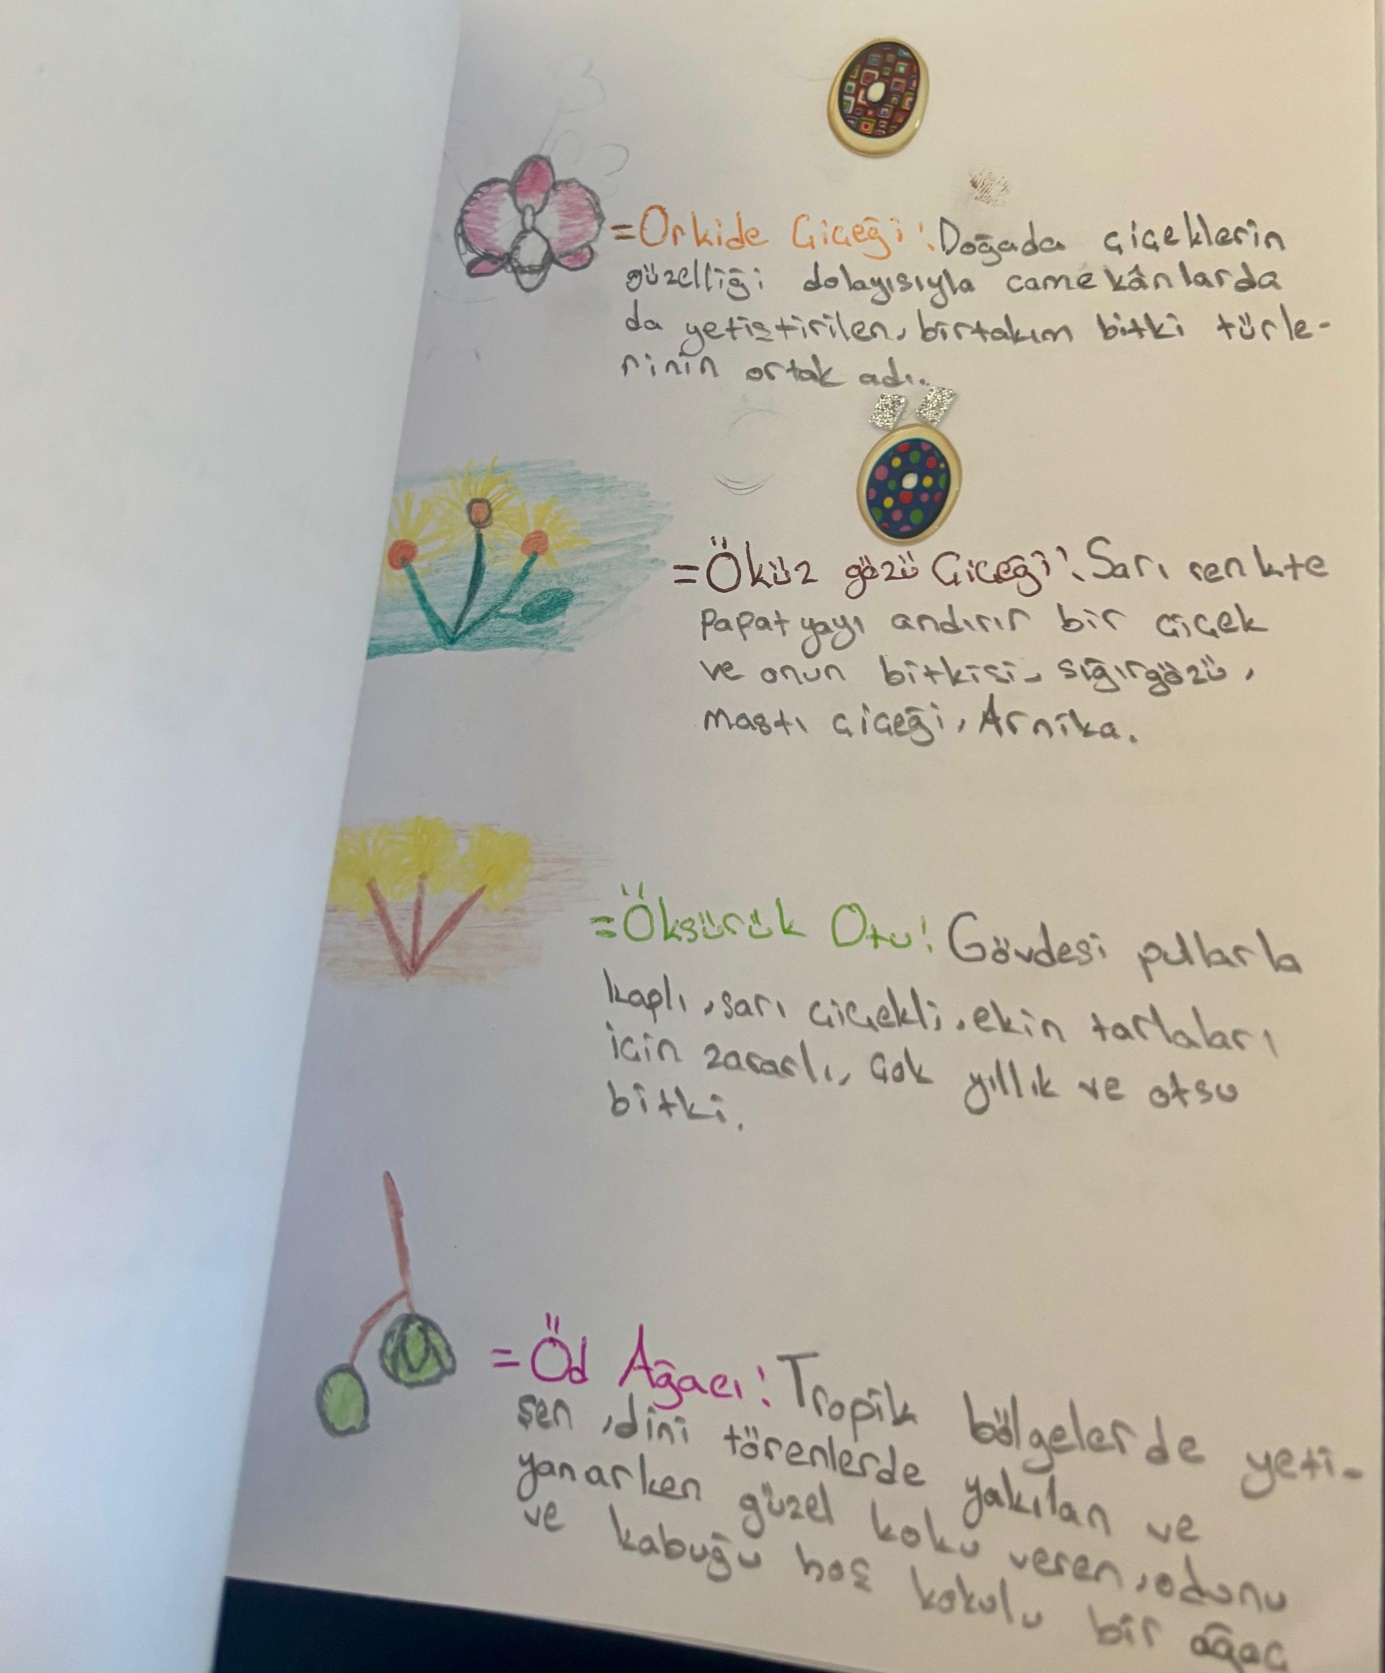 =Orkide Çiçeği: Doğada çiçeklerin
güzelliği dolayısıyla camekânlarda
da yetiştirilen, birtakım bitki türle-
rinin ortak adı.
=Öküz gözü Çiçeği: Sarı renkte
papatyayı andırır bir çiçek
ve onun bitkisi, sığırgözü,
mastı çiçeği, Arnika.
=Öksürük Otu: Gövdesi pullarla
kaplı, sarı çiçekli, ekin tarlaları
için zararlı, çok yıllık ve otsu
bitki.
=Öd Ağacı: Tropik bölgelerde yeti-
şen, dini törenlerde yakılan ve
yanarken güzel koku veren, odunu
ve kabuğu hoş kokulu bir ağaç